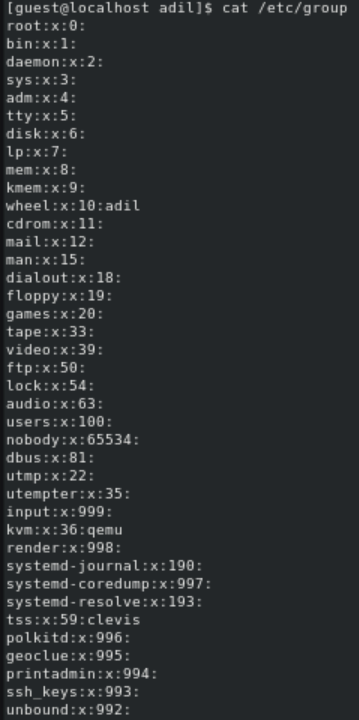 [guest@localhost adil]$ cat /etc/group
root:x:0:
bin:x:1:
daemon:x:2:
sys:x:3:
adm:x:4:
tty:x:5:
disk:x:6:
lp:x:7:
mem:x:8:
kmem:x:9:
wheel:x:10:adil
cdrom:x:11:
mail:x:12:
man:x:15:
dialout:x:18:
floppy:x:19:
games:x:20:
tape:x:33:
video:x:39:
ftp:x:50:
lock:x:54:
audio:x:63:
users:x:100:
nobody:x:65534:
dbus:x:81:
utmp:x:22:
utempter:x:35:
input:x:999:
kvm:x:36:qemu
render:x:998:
systemd-journal:x:190:
systemd-coredump:x:997:
systemd-resolve:x:193:
tss:x:59:clevis
polkitd:x:996:
geoclue:x:995:
printadmin:x:994:
ssh_keys:x:993:
unbound:x:992: